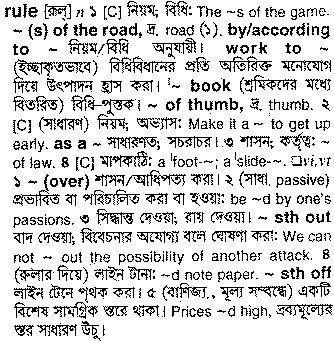 rule [রূল্] n ১ [C] নিয়ম; বিধি: The ~s of the game.
~ (s) of the road, দ্র. road (১). by/according
to ~ নিয়ম/বিধি অনুযায়ী। work to ~
(ইচ্ছাকৃতভাবে) বিধিবিধানের প্রতি অতিরিক্ত মনোযোগ
দিয়ে উৎপাদন হ্রাস করা। '~ book (শ্রমিকদের মধ্যে
বিতরিত) বিধি-পুস্তক। ~ of thumb, দ্র. thumb. ২
[C] (সাধারণ) নিয়ম; অভ্যাস: Make it a ~ to get up
early. as a ~ সাধারণত; সচরাচর। ৩ শাসন; কর্তৃত্ব: ~
of law. ৪ [C] মাপকাঠি: a 'foot-~; a 'slide-~. □vi,vt
১ ~ (over) শাসন/আধিপত্য করা। ২ (সাধা. passive)
প্রভাবিত বা পরিচালিত করা বা হওয়া: be ~d by one's
passions. ৩ সিদ্ধান্ত দেওয়া; রায় দেওয়া। ~ sth out
বাদ দেওয়া; বিবেচনার অযোগ্য বলে ঘোষণা করা: We can
not ~ out the possibility of another attack. ৪
(রুলার দিয়ে) লাইন টানা: ~d note paper. ~ sth off
লাইন টেনে পৃথক করা। ৫ (বাণিজ্য., মূল্য সম্বন্ধে) একটি
বিশেষ সামগ্রিক স্তরে থাকা। Prices ~d high, দ্রব্যমূল্যের
স্তর সাধারণ উঁচু।